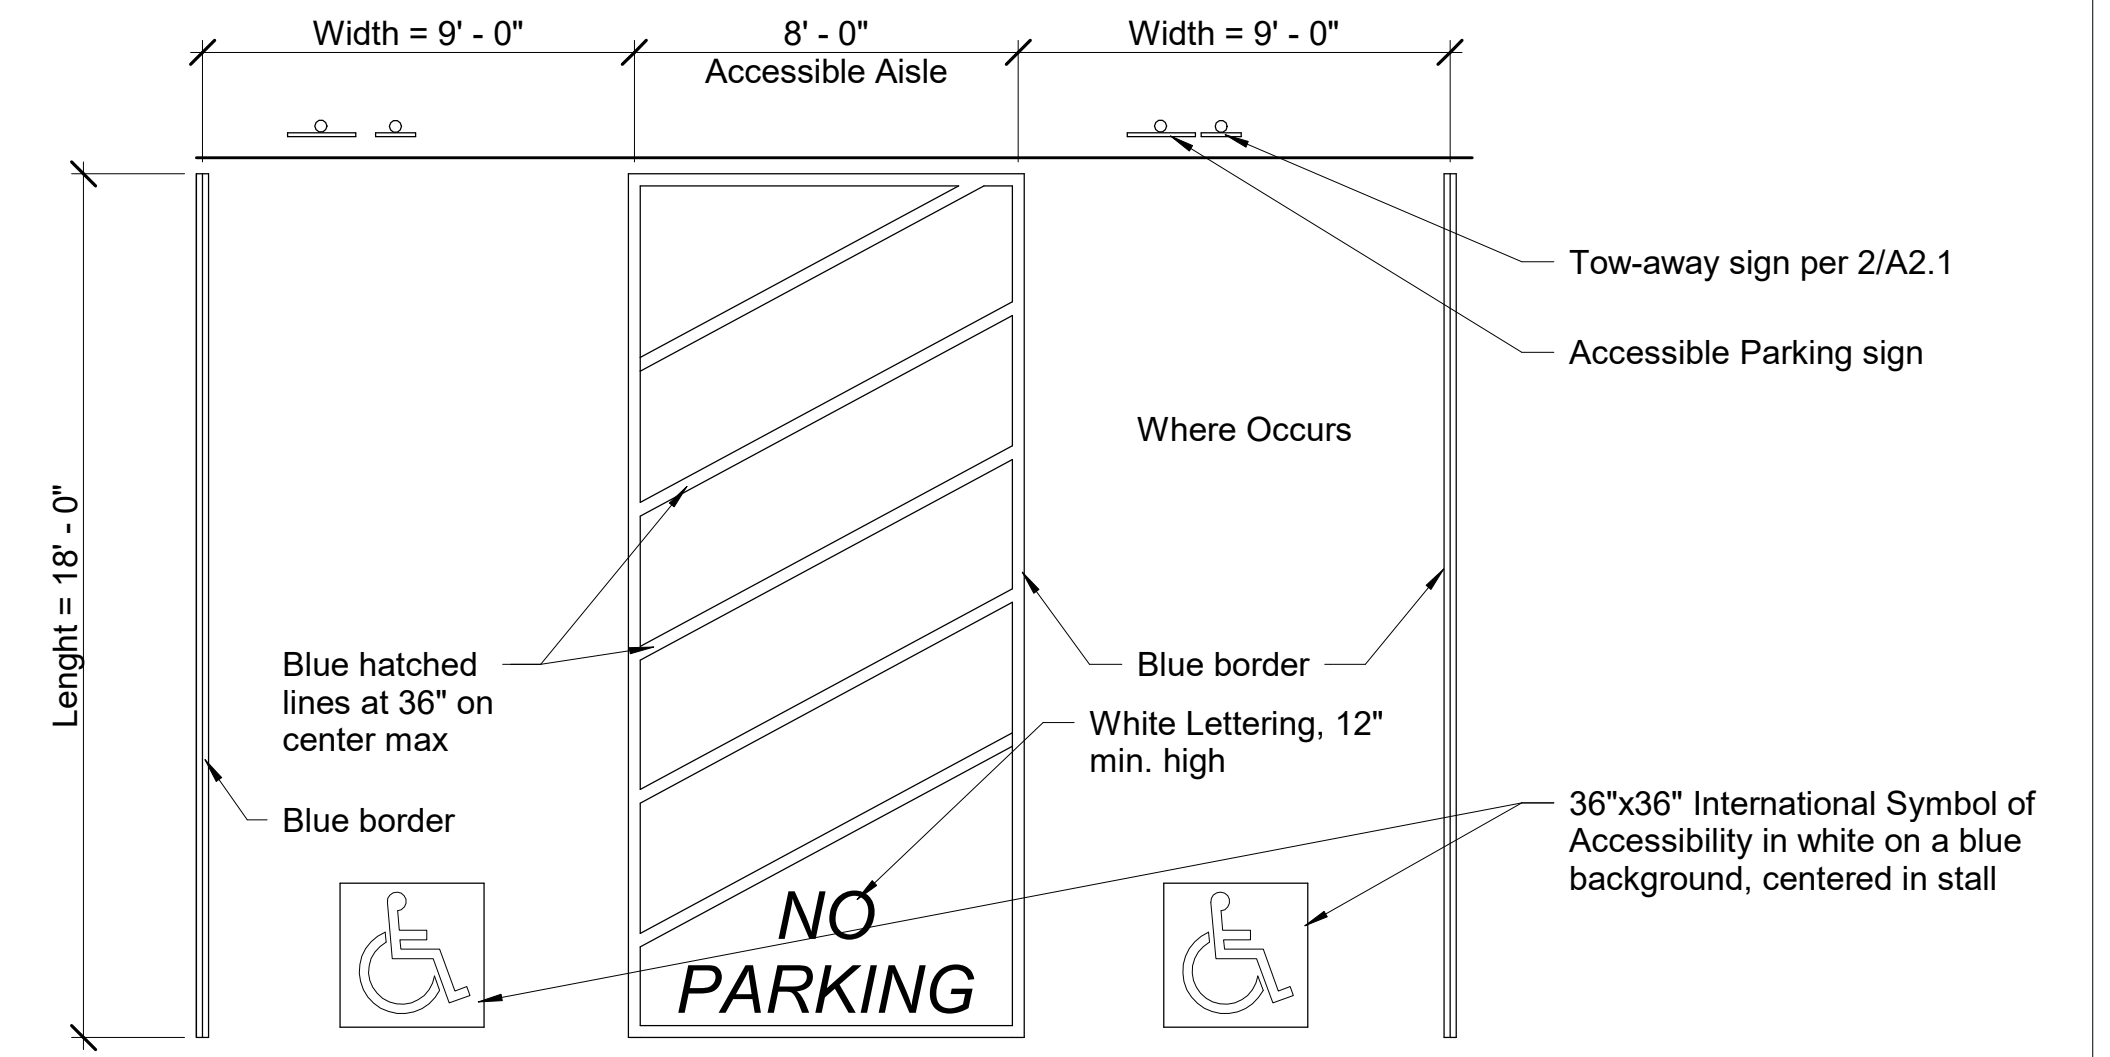 Width = 9' - 0"
8' - 0"
Width = 9' - 0"
Accessible Aisle
Tow-away sign per 2/A2.1
Accessible Parking sign
Where Occurs
Lenght = 18' - 0"
Blue hatched
lines at 36" on
center max
Blue border
Blue border
White Lettering, 12"
min. high
36"x36" International Symbol of
Accessibility in white on a blue
background, centered in stall
NO
PARKING